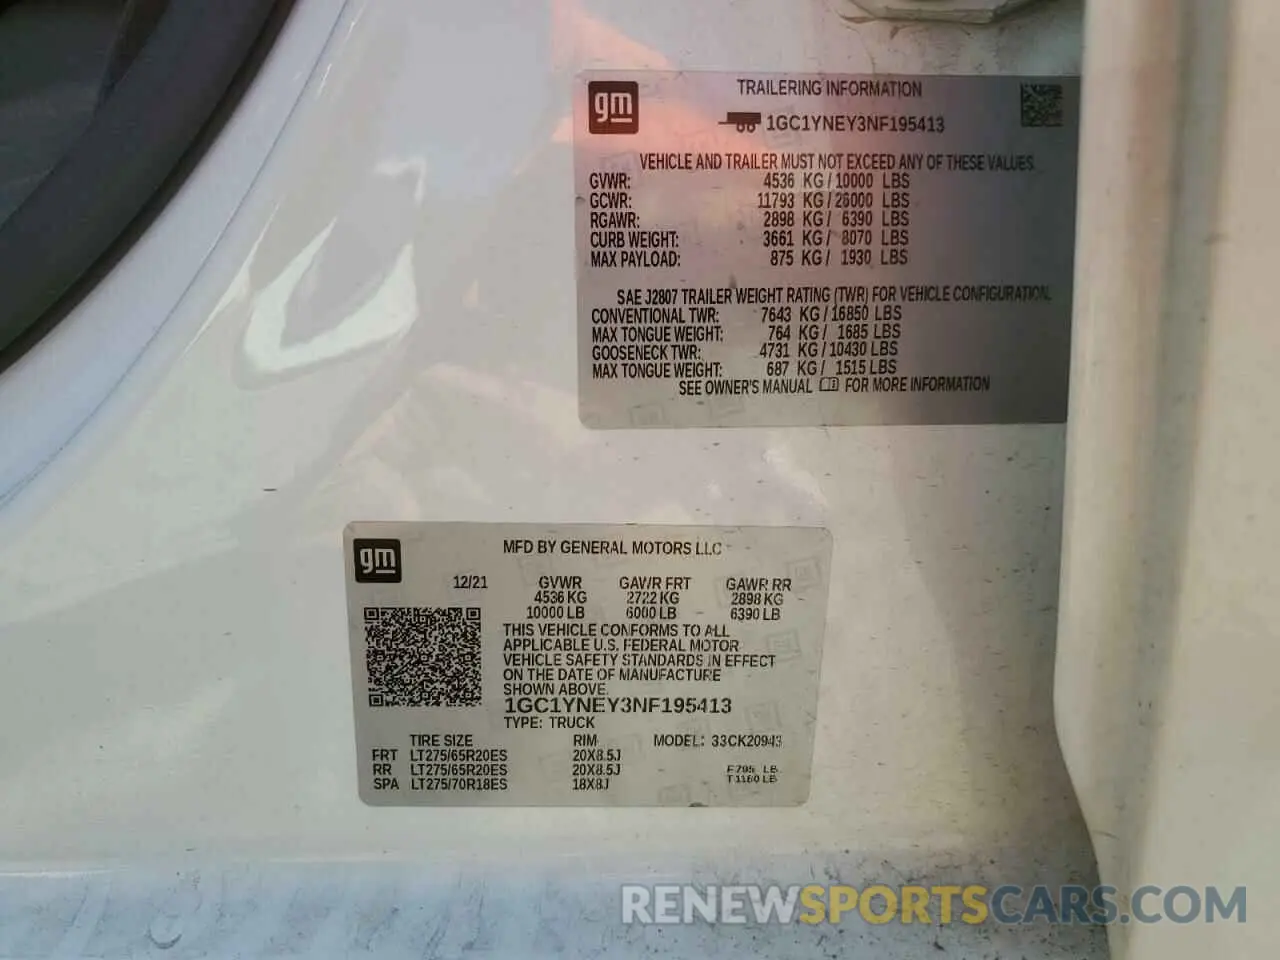 gm
TRAILERING INFORMATION
1GC1YNEY3NF195413
VEHICLE AND TRAILER MUST NOT EXCEED ANY OF THESE VALUES.
GVWR: 4536 KG / 10000 LBS
GCWR: 11793 KG / 26000 LBS
RGAWR: 2898 KG / 6390 LBS
CURB WEIGHT: 3661 KG / 8070 LBS
MAX PAYLOAD: 875 KG / 1930 LBS
SAE J2807 TRAILER WEIGHT RATING (TWR) FOR VEHICLE CONFIGURATION.
CONVENTIONAL TWR: 7643 KG / 16850 LBS
MAX TONGUE WEIGHT: 764 KG / 1685 LBS
GOOSENECK TWR: 4731 KG / 10430 LBS
MAX TONGUE WEIGHT: 687 KG / 1515 LBS
SEE OWNER'S MANUAL FOR MORE INFORMATION
gm
MFD BY GENERAL MOTORS LLC
12/21 GVWR GAWR FRT GAWR RR
4536 KG 2722 KG 2898 KG
10000 LB 6000 LB 6390 LB
THIS VEHICLE CONFORMS TO ALL
APPLICABLE U.S. FEDERAL MOTOR
VEHICLE SAFETY STANDARDS IN EFFECT
ON THE DATE OF MANUFACTURE
SHOWN ABOVE.
1GC1YNEY3NF195413
TYPE: TRUCK
TIRE SIZE RIM MODEL: 33CK20943
FRT LT275/65R20ES 20X8.5J
RR LT275/65R20ES 20X8.5J F795 LB
SPA LT275/70R18ES 18X8J T1160 LB
RENEWSPORTSCARS.COM